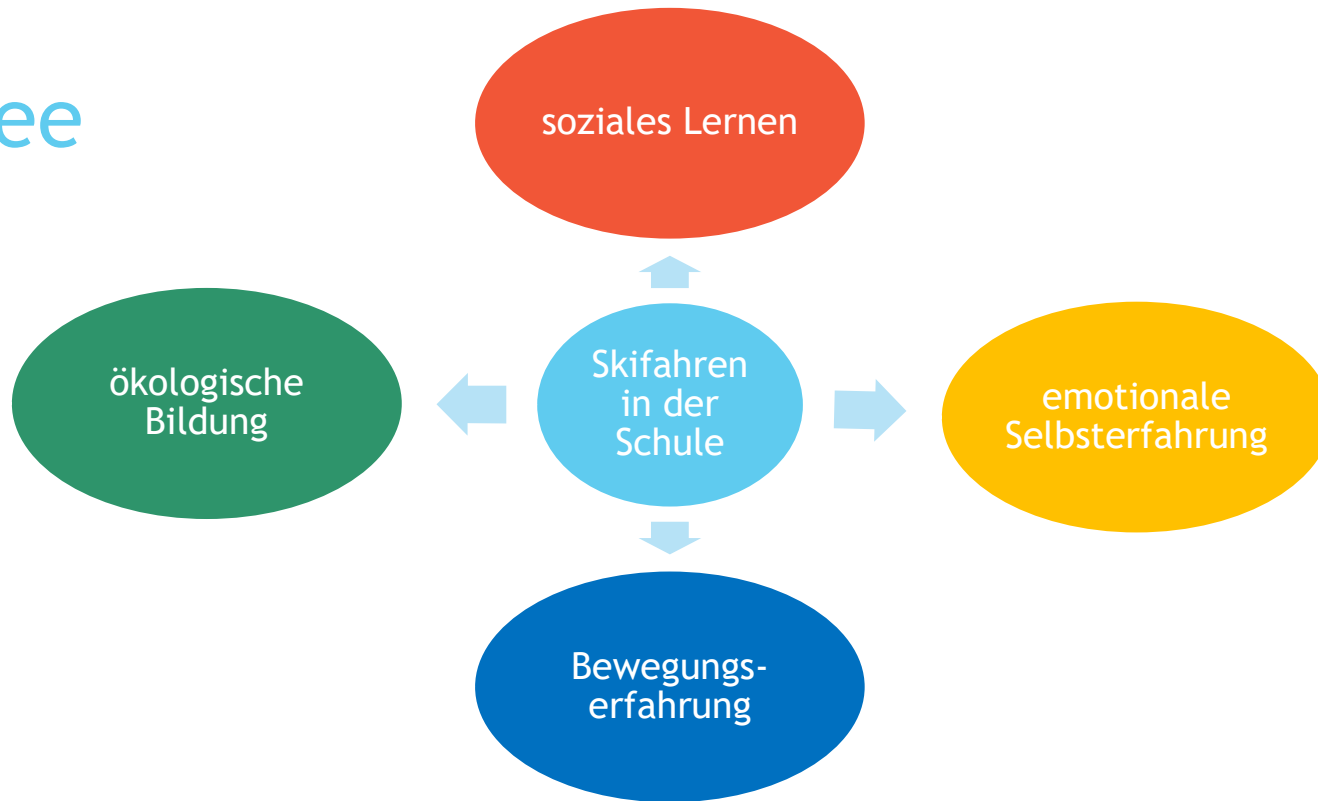 ee
soziales Lernen
ökologische
Bildung
Skifahren
in der
Schule
emotionale
Selbsterfahrung
Bewegungs-
erfahrung